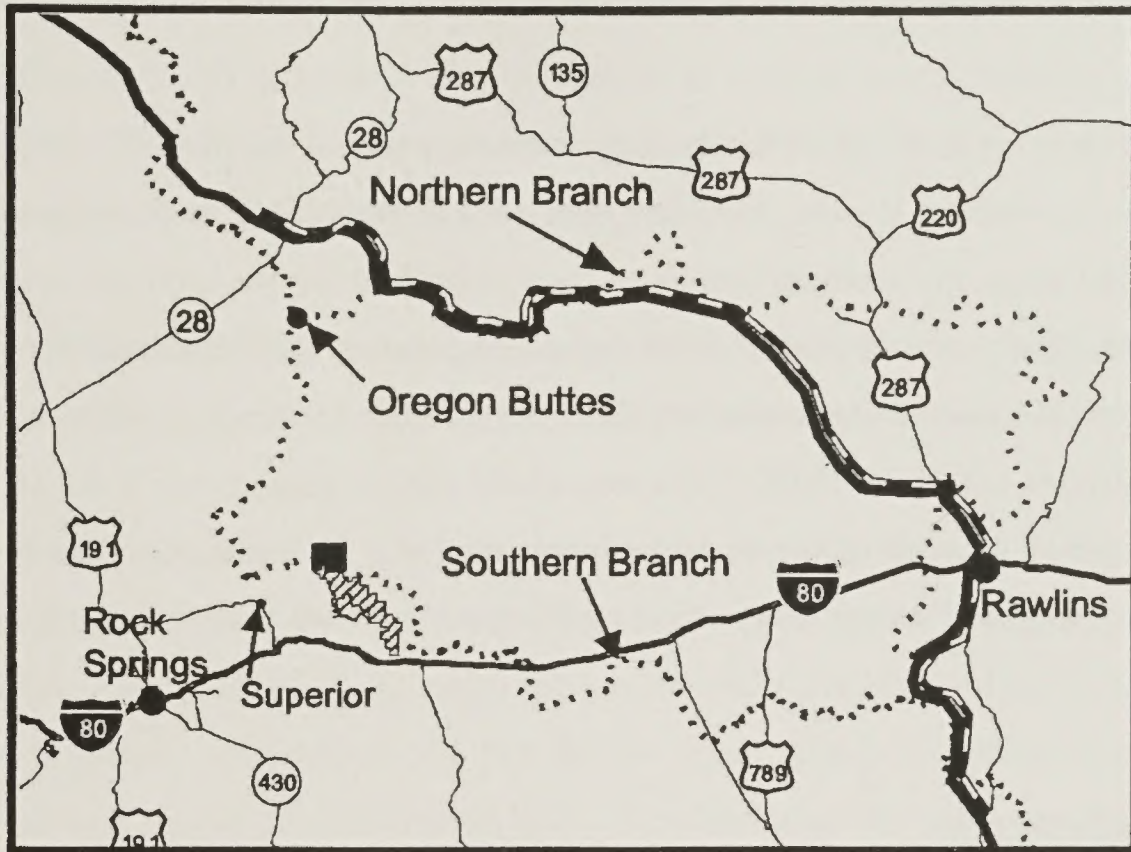 287
135
28
Northern Branch
287
220
28
Oregon Buttes
287
191
Southern Branch
80
Rawlins
Rock
Springs
Superior
80
430
789
191